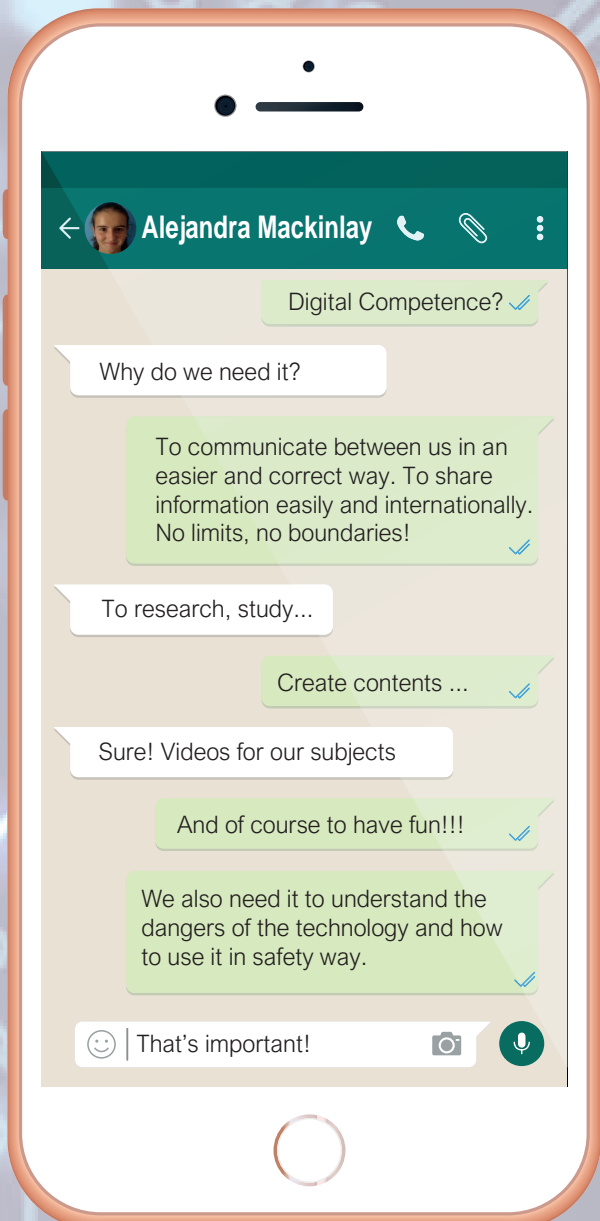 Alejandra Mackinlay
Digital Competence?
Why do we need it?
To communicate between us in an
easier and correct way. To share
information easily and internationally.
No limits, no boundaries!
To research, study...
Create contents ...
Sure! Videos for our subjects
And of course to have fun!!!
We also need it to understand the
dangers of the technology and how
to use it in safety way.
That’s important!